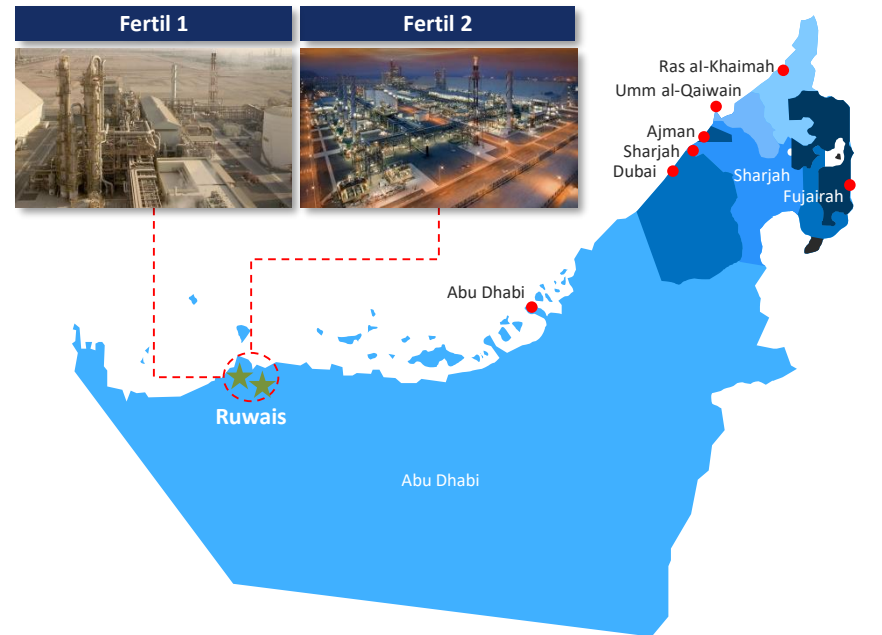 Fertil 1
Fertil 2
Ras al-Khaimah
Umm al-Qaiwain
Ajman
Sharjah
Dubai
Sharjah
Fujairah
Abu Dhabi
Ruwais
Abu Dhabi